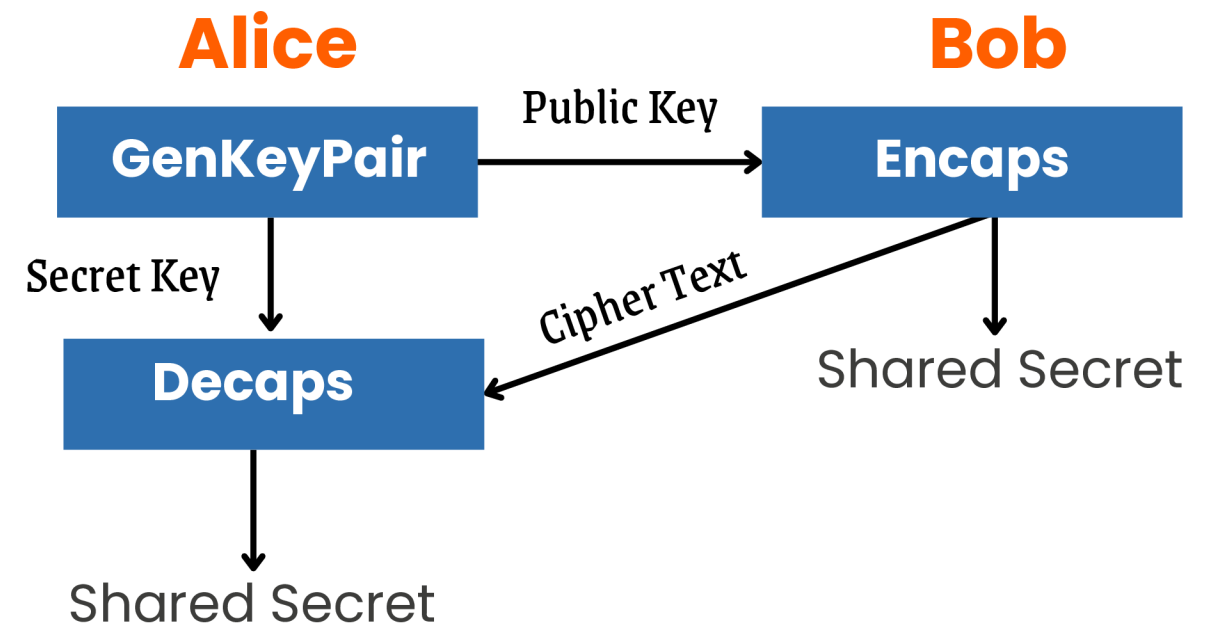 Alice
Bob
Public Key
GenKeyPair
Encaps
Secret Key
Cipher Text
Shared Secret
Decaps
Shared Secret